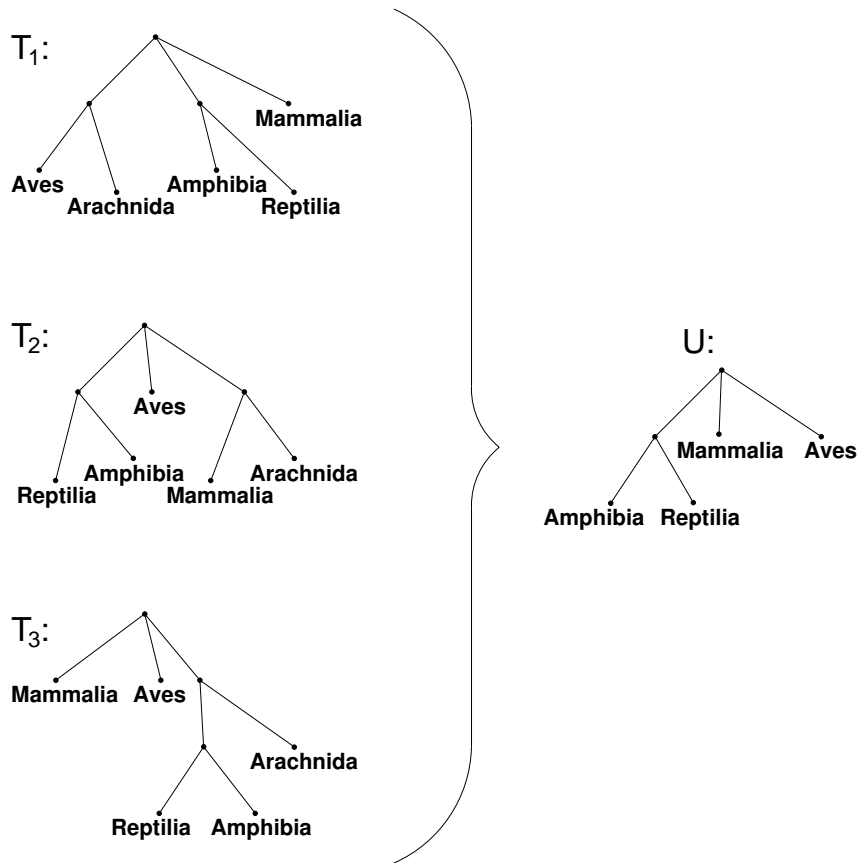 T₁:
Mammalia
Aves
Amphibia
Arachnida
Reptilia
T₂:
Aves
Amphibia
Arachnida
Reptilia
Mammalia
T₃:
Mammalia
Aves
Arachnida
Reptilia
Amphibia
U:
Mammalia
Aves
Amphibia
Reptilia